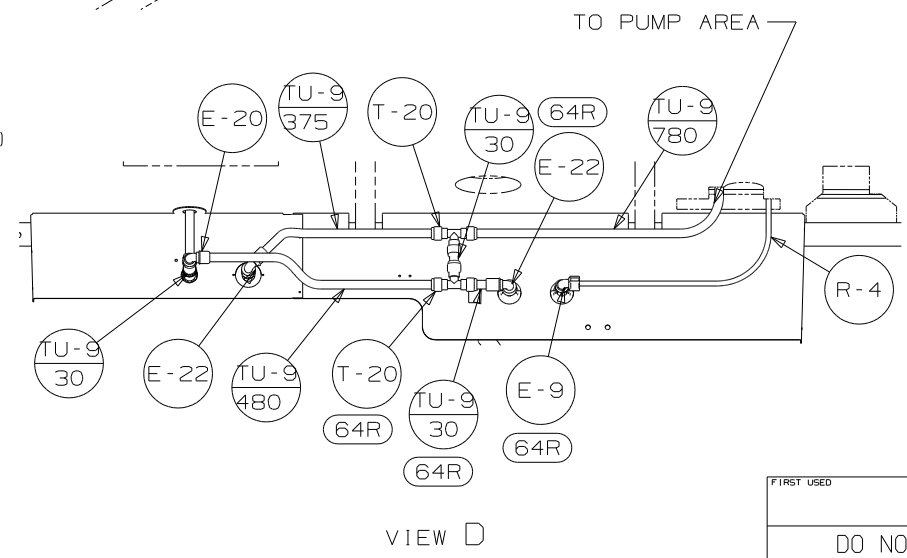 TO PUMP AREA
E-20
TU-9
375
T-20
TU-9
30
64R
E-22
TU-9
780
R-4
TU-9
30
E-22
TU-9
480
T-20
64R
TU-9
30
64R
E-9
64R
VIEW D
FIRST USED
DO NO